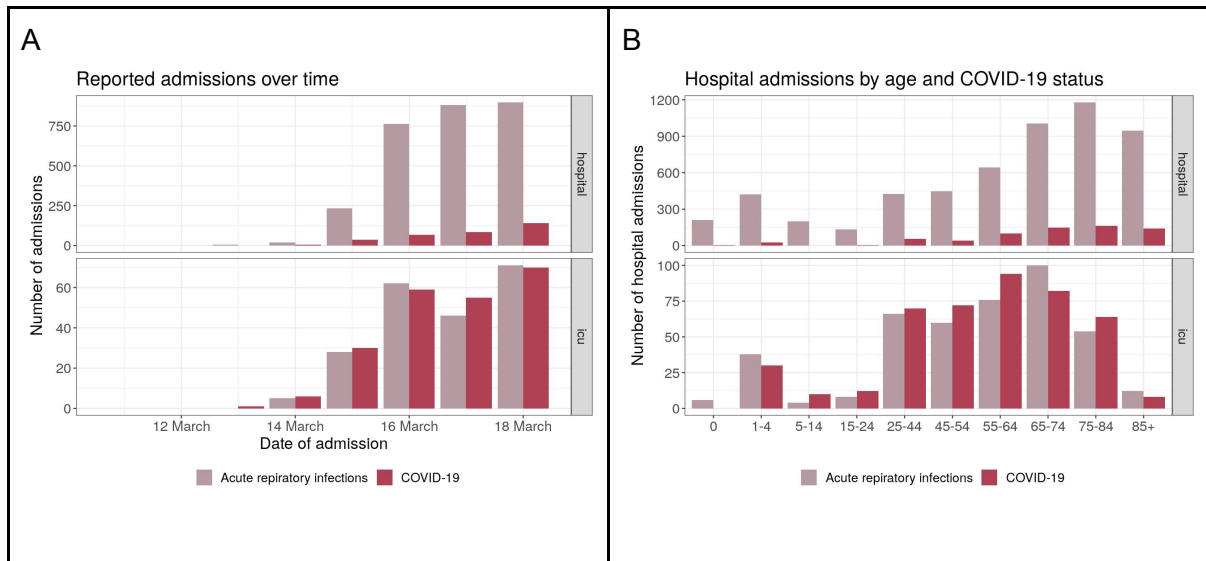 A
Reported admissions over time
Number of admissions
750
500
250
0
hospital
60
40
20
0
icu
12 March
14 March
16 March
18 March
Date of admission
Acute repiratory infections
COVID-19
B
Hospital admissions by age and COVID-19 status
Number of hospital admissions
1200
900
600
300
0
hospital
100
75
50
25
0
icu
0
1-4
5-14
15-24
25-44
45-54
55-64
65-74
75-84
85+
Acute repiratory infections
COVID-19